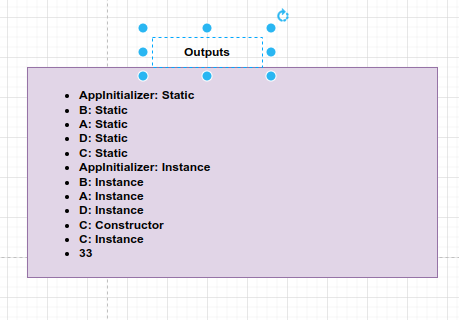 Outputs
• AppInitializer: Static
• B: Static
• A: Static
• D: Static
• C: Static
• AppInitializer: Instance
• B: Instance
• A: Instance
• D: Instance
• C: Constructor
• C: Instance
• 33